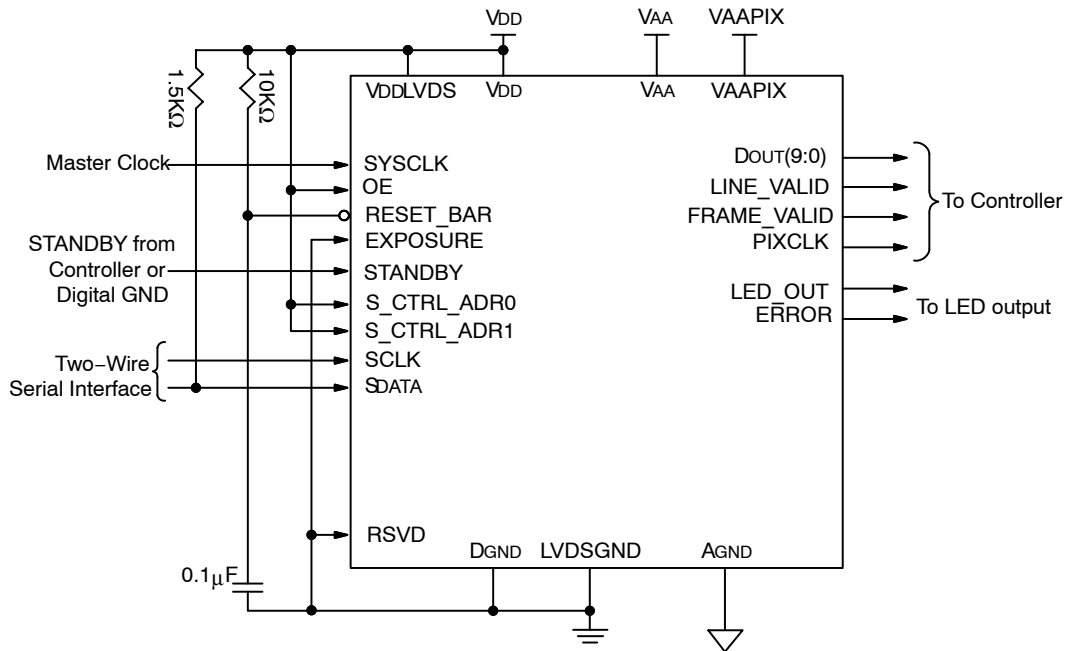 VDD
VAA
VAAPIX
1.5KΩ
10KΩ
VDDLVDS
VDD
VAA
VAAPIX
Master Clock
SYSCLK
OE
RESET_BAR
EXPOSURE
STANDBY from
Controller or
Digital GND
STANDBY
S_CTRL_ADR0
S_CTRL_ADR1
Two−Wire
Serial Interface
SCLK
SDATA
RSVD
DOUT(9:0)
LINE_VALID
FRAME_VALID
PIXCLK
To Controller
LED_OUT
ERROR
To LED output
0.1μF
DGND
LVDSGND
AGND